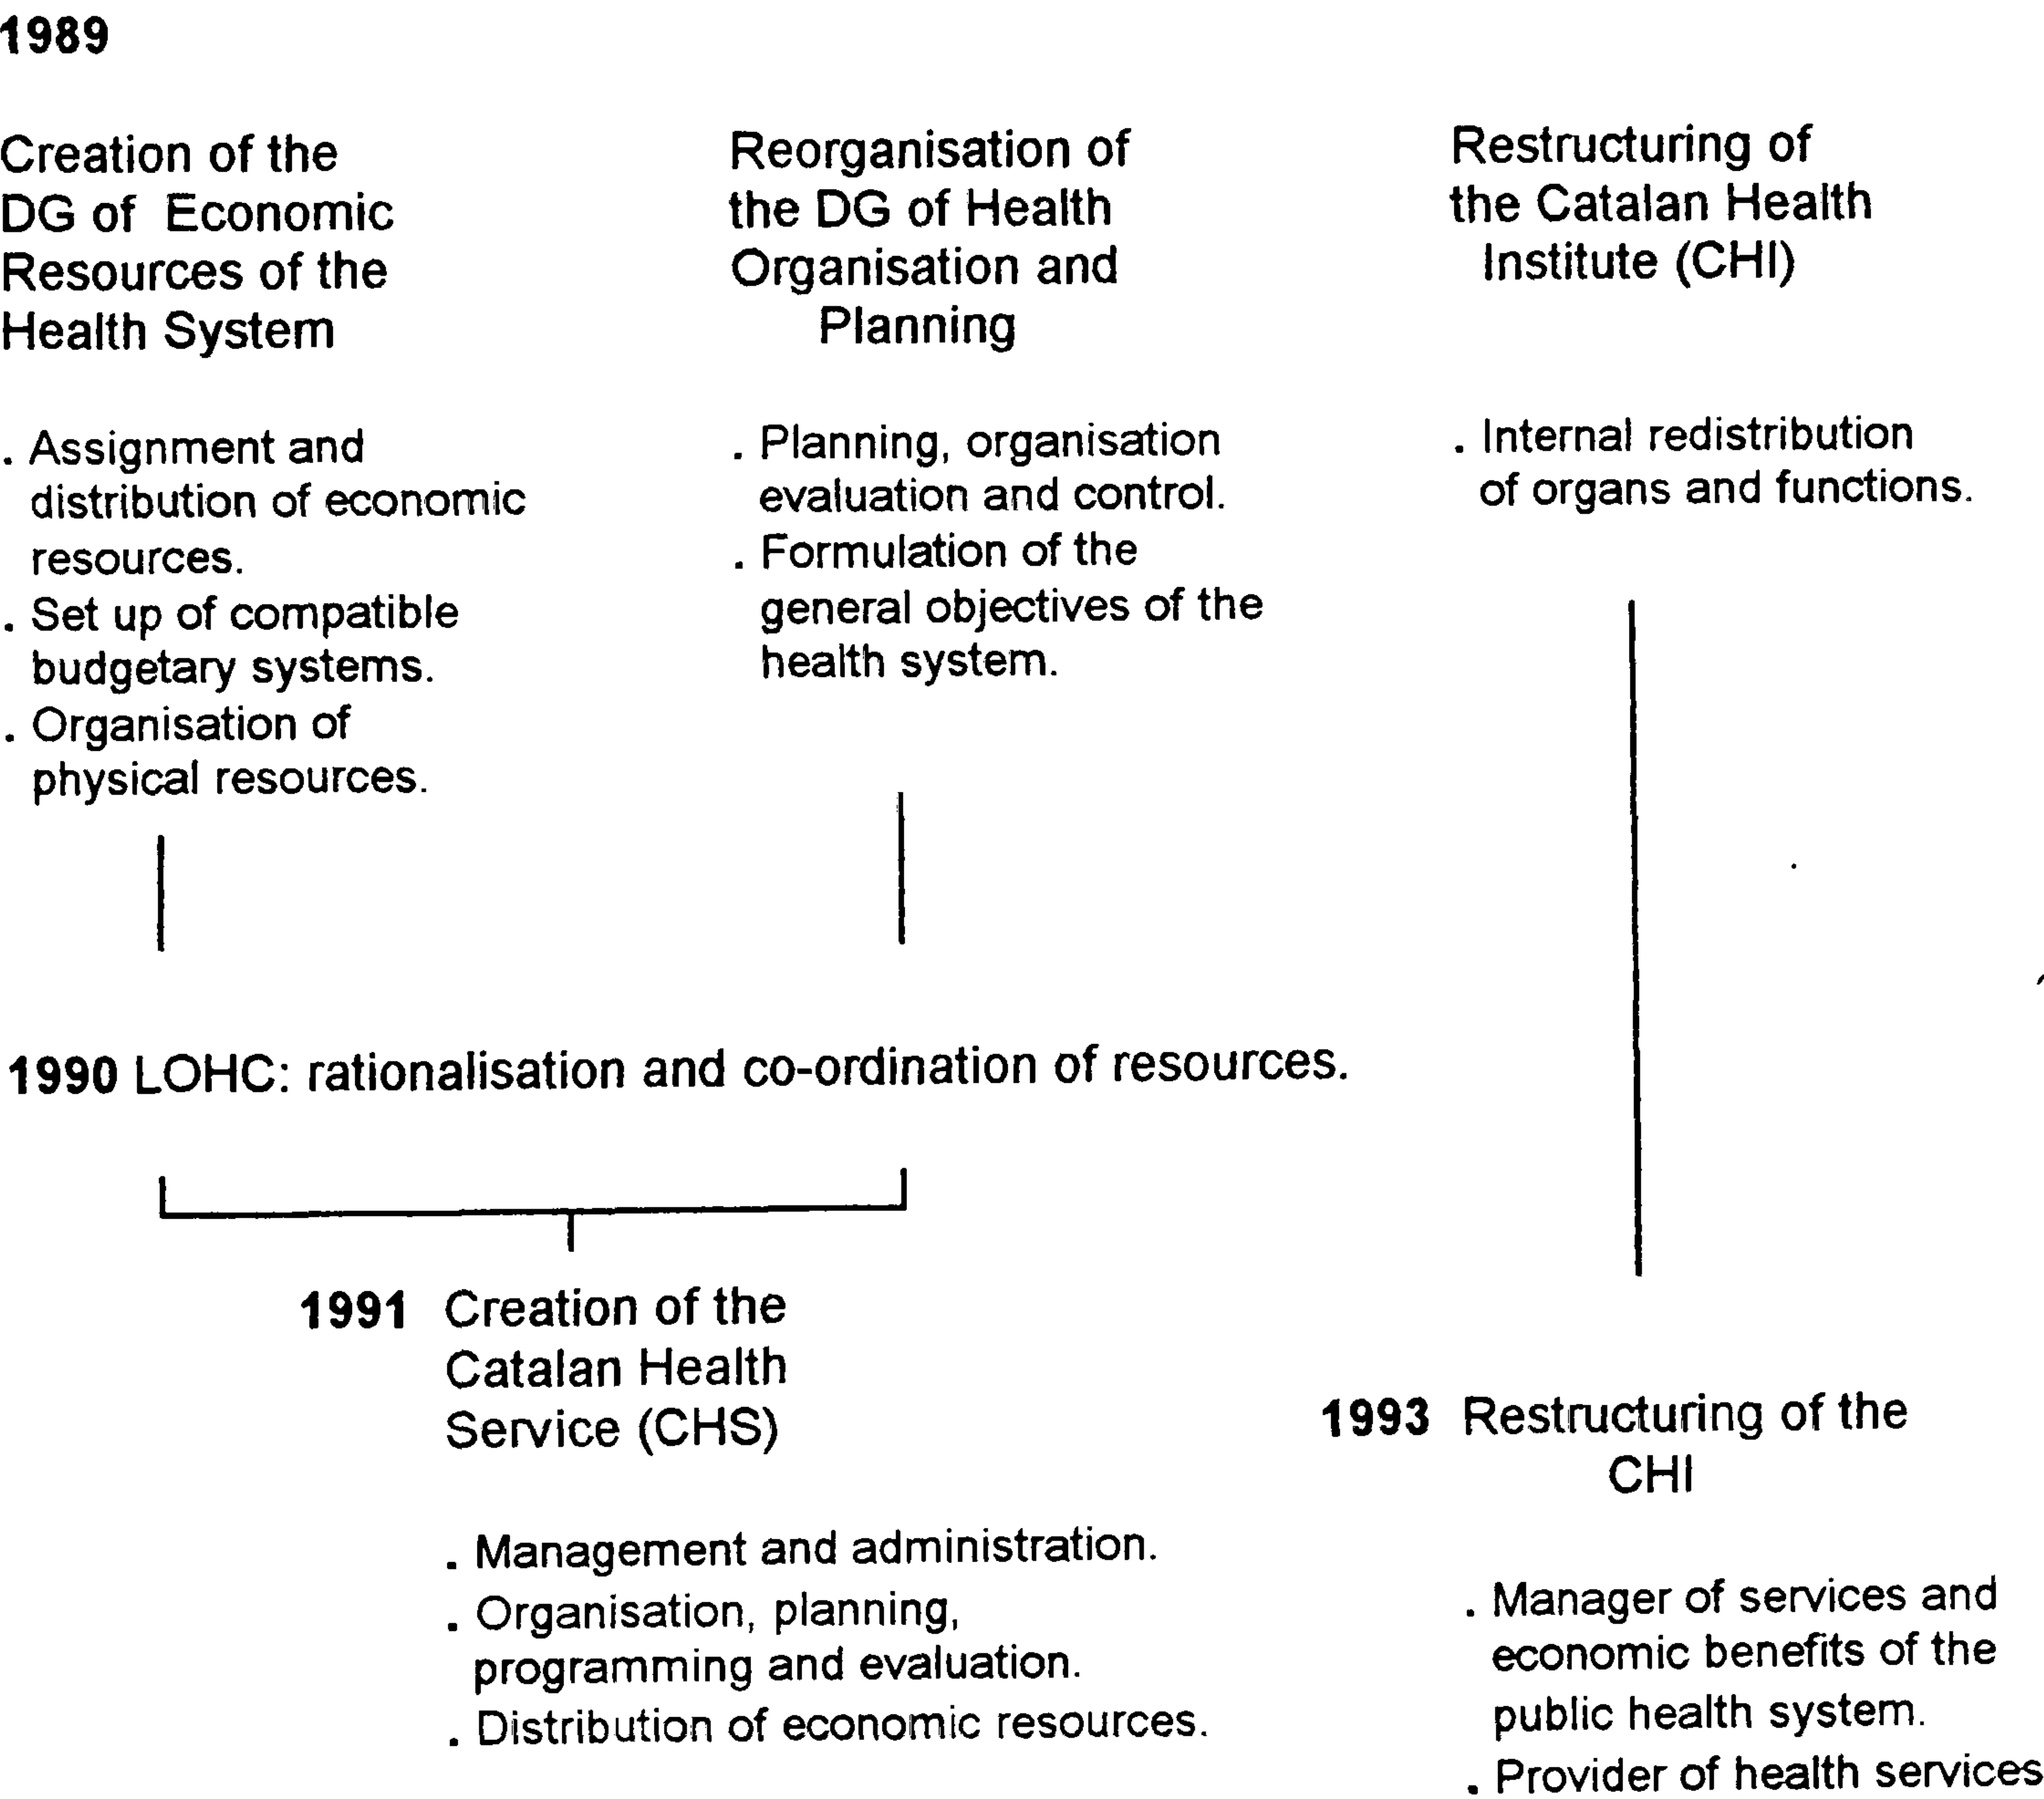 1989
Creation of the
DG of Economic
Resources of the
Health System
. Assignment and
distribution of economic
resources.
. Set up of compatible
budgetary systems.
. Organisation of
physical resources.
Reorganisation of
the DG of Health
Organisation and
Planning
. Planning, organisation
evaluation and control.
. Formulation of the
general objectives of the
health system.
Restructuring of
the Catalan Health
Institute (CHI)
. Internal redistribution
of organs and functions.
1990 LOHC: rationalisation and co-ordination of resources.
1991 Creation of the
Catalan Health
Service (CHS)
. Management and administration.
. Organisation, planning,
programming and evaluation.
. Distribution of economic resources.
1993 Restructuring of the
CHI
. Manager of services and
economic benefits of the
public health system.
. Provider of health services